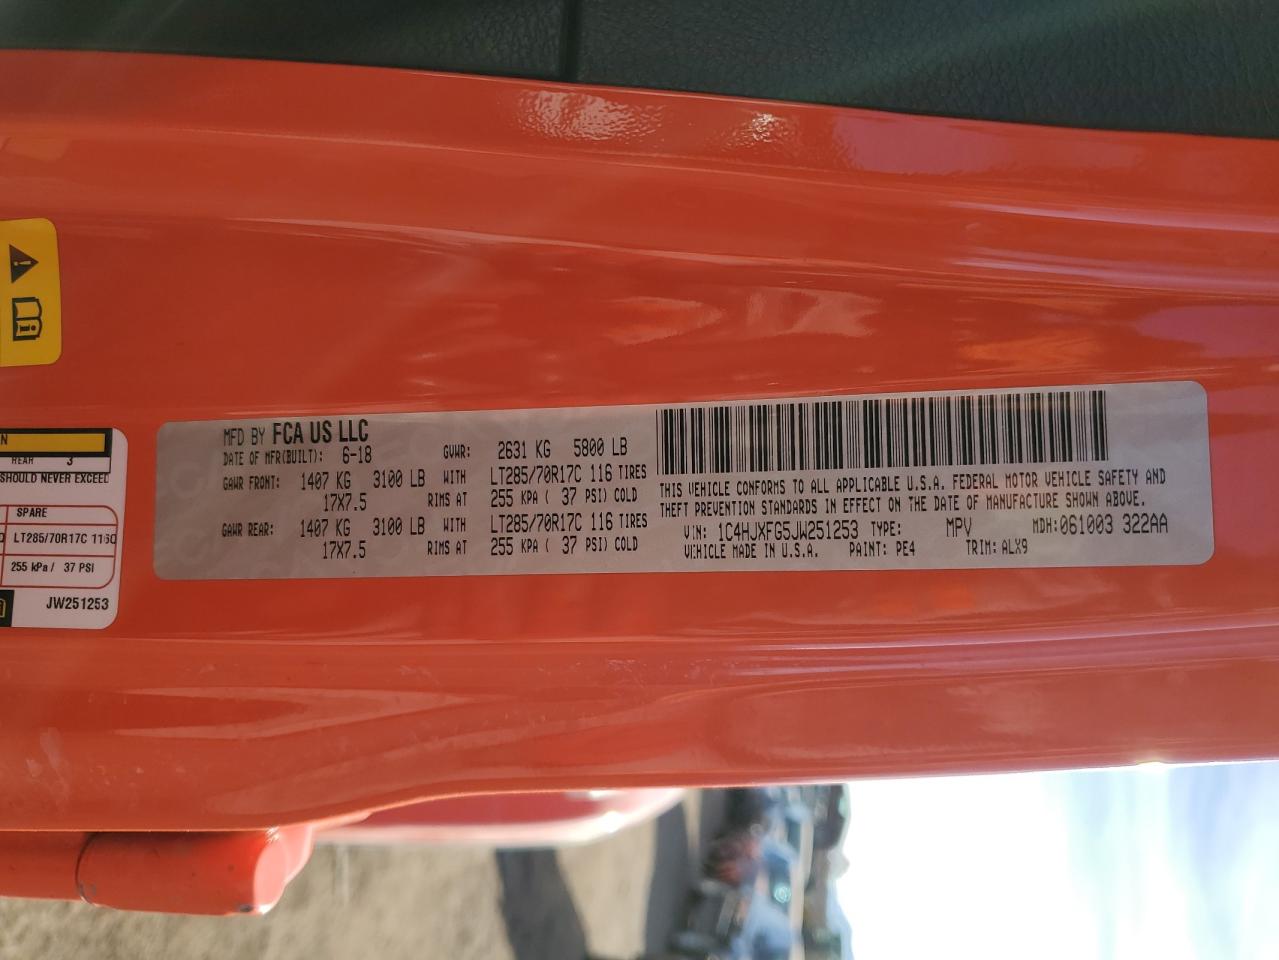 MFD BY FCA US LLC
DATE OF MFR(BUILT): 6-18 GVWR: 2631 KG 5800 LB
GAWR FRONT: 1407 KG 3100 LB WITH LT285/70R17C 116 TIRES
17X7.5 RIMS AT 255 KPA ( 37 PSI) COLD
GAWR REAR: 1407 KG 3100 LB WITH LT285/70R17C 116 TIRES
17X7.5 RIMS AT 255 KPA ( 37 PSI) COLD
THIS VEHICLE CONFORMS TO ALL APPLICABLE U.S.A. FEDERAL MOTOR VEHICLE SAFETY AND
THEFT PREVENTION STANDARDS IN EFFECT ON THE DATE OF MANUFACTURE SHOWN ABOVE.
VIN: 1C4HJXFG5JW251253 TYPE: MPV MDH:061003 322AA
VEHICLE MADE IN U.S.A. PAINT: PE4 TRIM: ALX9
N
REAR 3
SHOULD NEVER EXCEED
SPARE
LT285/70R17C 116Q
255 kPa / 37 PSI
JW251253